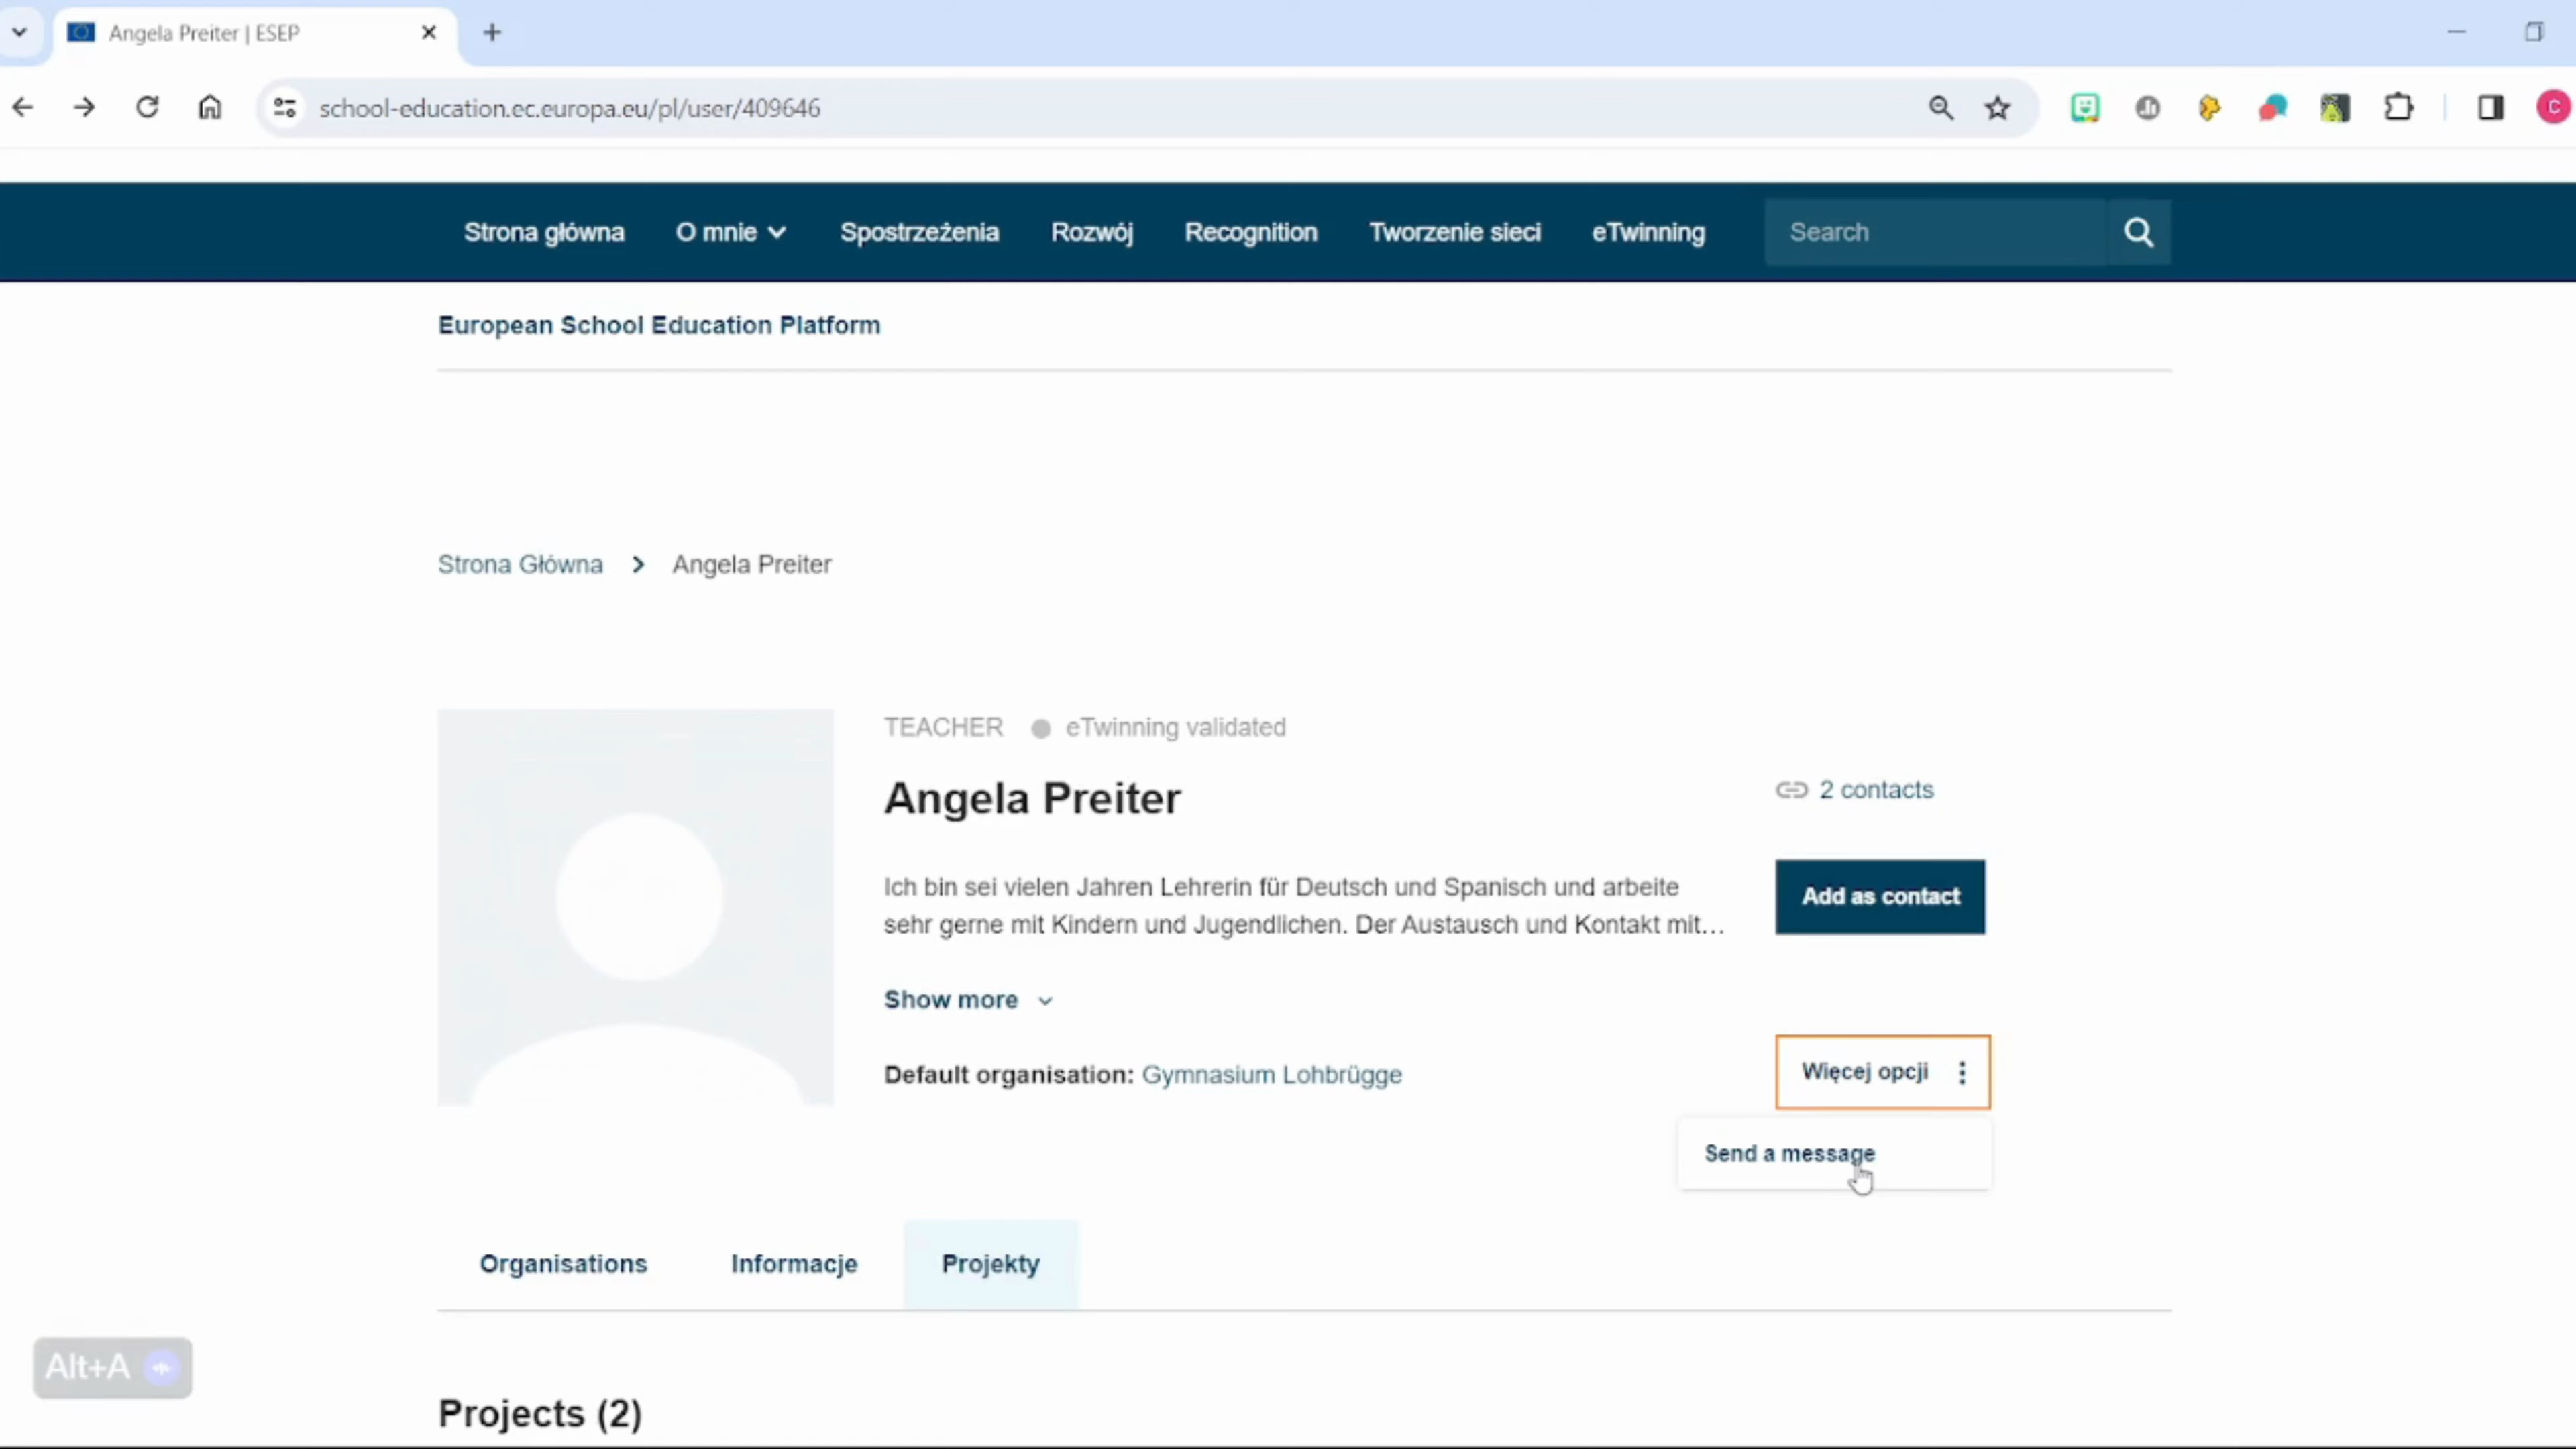 Angela Preiter | ESEP
school-education.ec.europa.eu/pl/user/409646
C
Strona główna O mnie Spostrzeżenia Rozwój Recognition Tworzenie sieci eTwinning Search
European School Education Platform
Strona Główna > Angela Preiter
TEACHER eTwinning validated
Angela Preiter
2 contacts
Ich bin sei vielen Jahren Lehrerin für Deutsch und Spanisch und arbeite
sehr gerne mit Kindern und Jugendlichen. Der Austausch und Kontakt mit...
Add as contact
Show more
Default organisation: Gymnasium Lohbrügge
Więcej opcji
Send a message
Organisations Informacje Projekty
Alt+A
Projects (2)